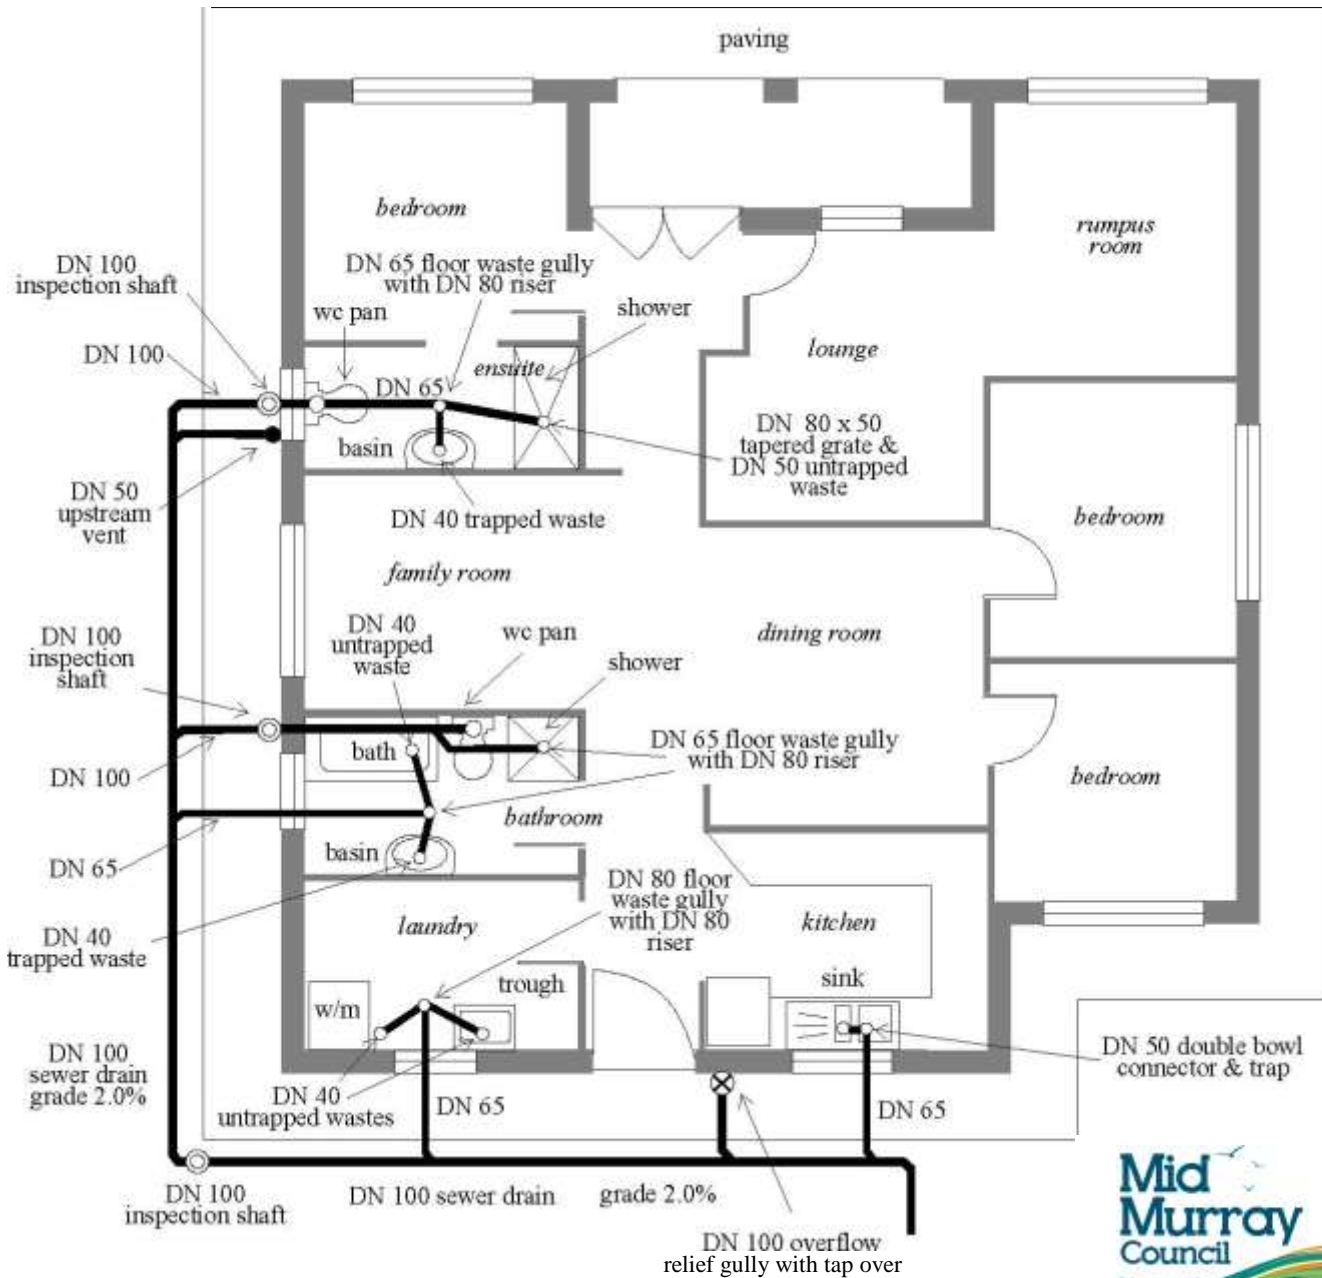 paving
bedroom
rumpus
room
DN 100
inspection shaft
DN 65 floor waste gully
with DN 80 riser
wc pan
shower
DN 100
lounge
ensuite
DN 65
basin
DN 80 x 50
tapered grate &
DN 50 untrapped
waste
DN 50
upstream
vent
DN 40 trapped waste
bedroom
family room
DN 100
inspection
shaft
DN 40
untrapped
waste
wc pan
dining room
shower
bath
DN 65 floor waste gully
with DN 80 riser
DN 100
bedroom
bathroom
basin
DN 65
DN 80 floor
waste gully
with DN 80
riser
laundry
kitchen
DN 40
trapped waste
trough
sink
w/m
DN 100
sewer drain
grade 2.0%
DN 50 double bowl
connector & trap
DN 40
untrapped wastes
DN 65
DN 65
DN 100
inspection shaft
DN 100 sewer drain
grade 2.0%
DN 100 overflow
relief gully with tap over
Mid
Murray
Council